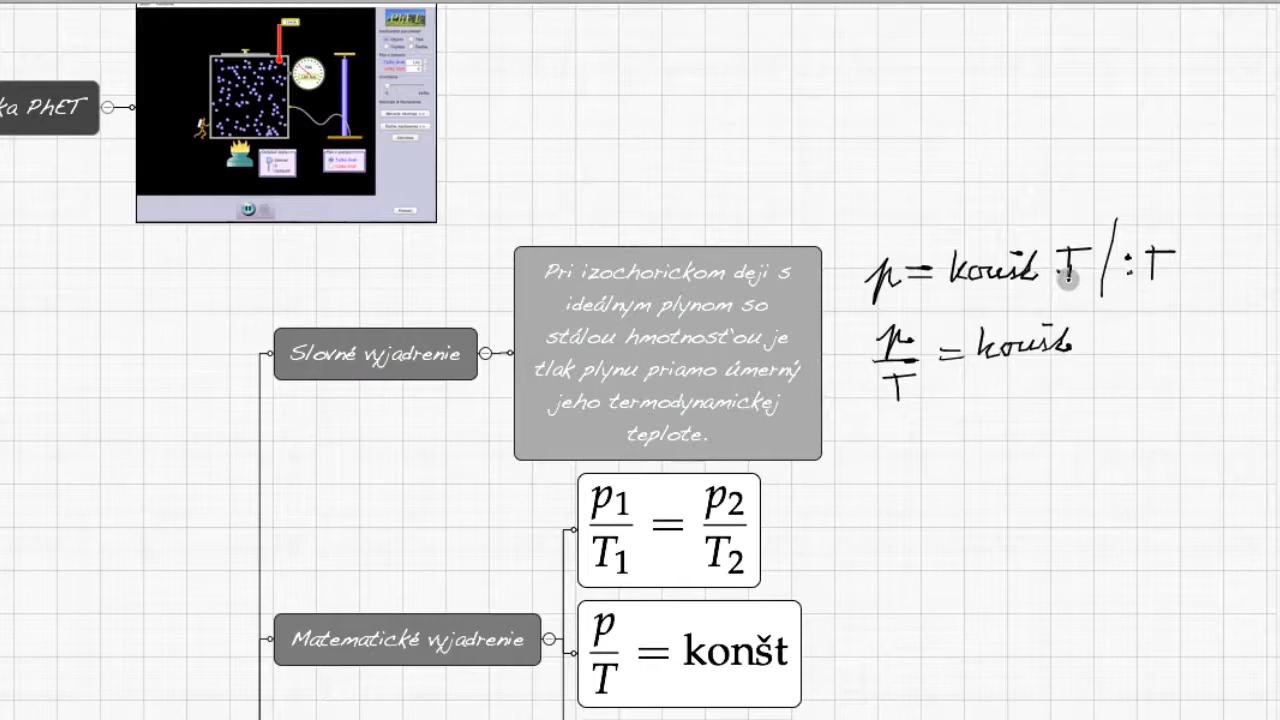 ka PhET
p = konšt T / : T
p/T = konšt
Slovné vyjadrenie
Pri izochorickom deji s
ideálnym plynom so
stálou hmotnosťou je
tlak plynu priamo úmerný
jeho termodynamickej
teplote.
p₁/T₁ = p₂/T₂
Matematické vyjadrenie
p/T = konšt